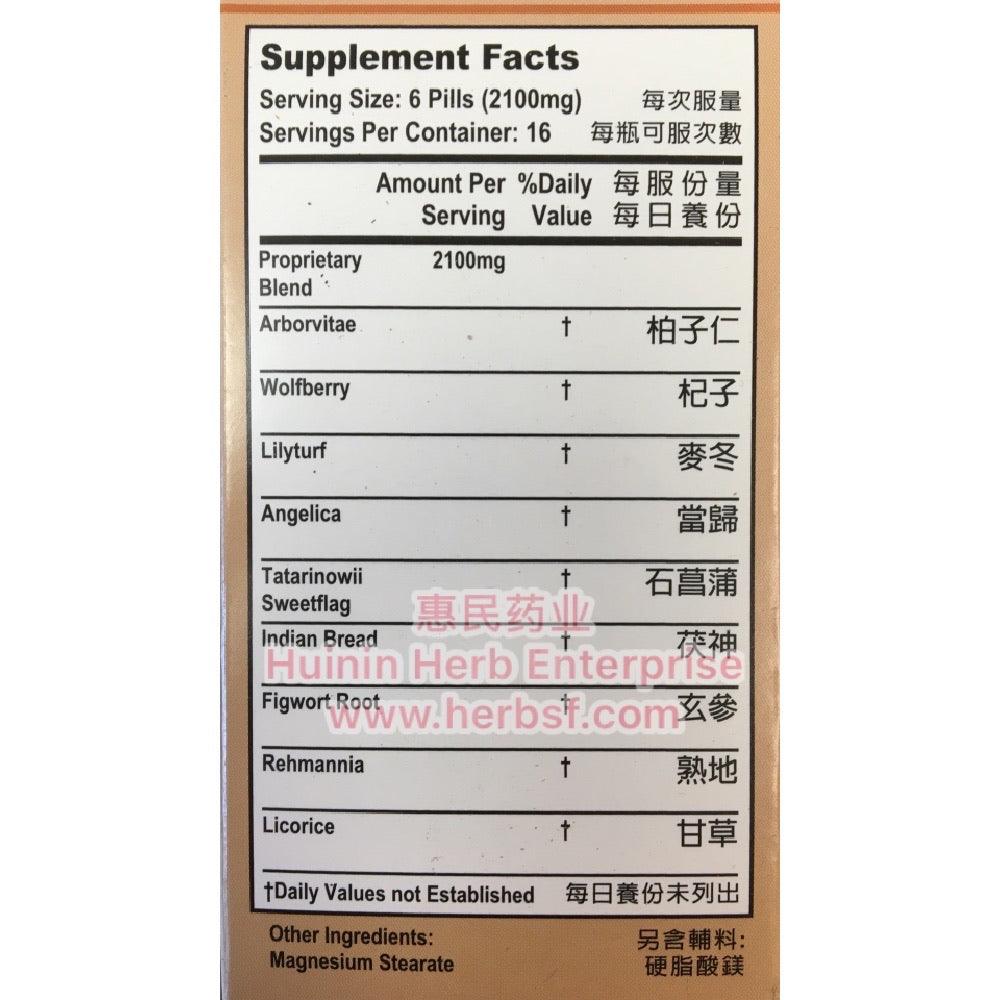 Supplement Facts
Serving Size: 6 Pills (2100mg) 每次服量
Servings Per Container: 16 每瓶可服次數
Amount Per %Daily 每服份量
Serving Value 每日養份
Proprietary 2100mg
Blend
Arborvitae † 柏子仁
Wolfberry † 杞子
Lilyturf † 麥冬
Angelica † 當歸
Tatarinowii † 石菖蒲
Sweetflag
惠民药业
Indian Bread † 茯神
Huinin Herb Enterprise
Figwort Root † 玄參
www.herbsf.com
Rehmannia † 熟地
Licorice † 甘草
†Daily Values not Established 每日養份未列出
Other Ingredients: 另含輔料:
Magnesium Stearate 硬脂酸鎂